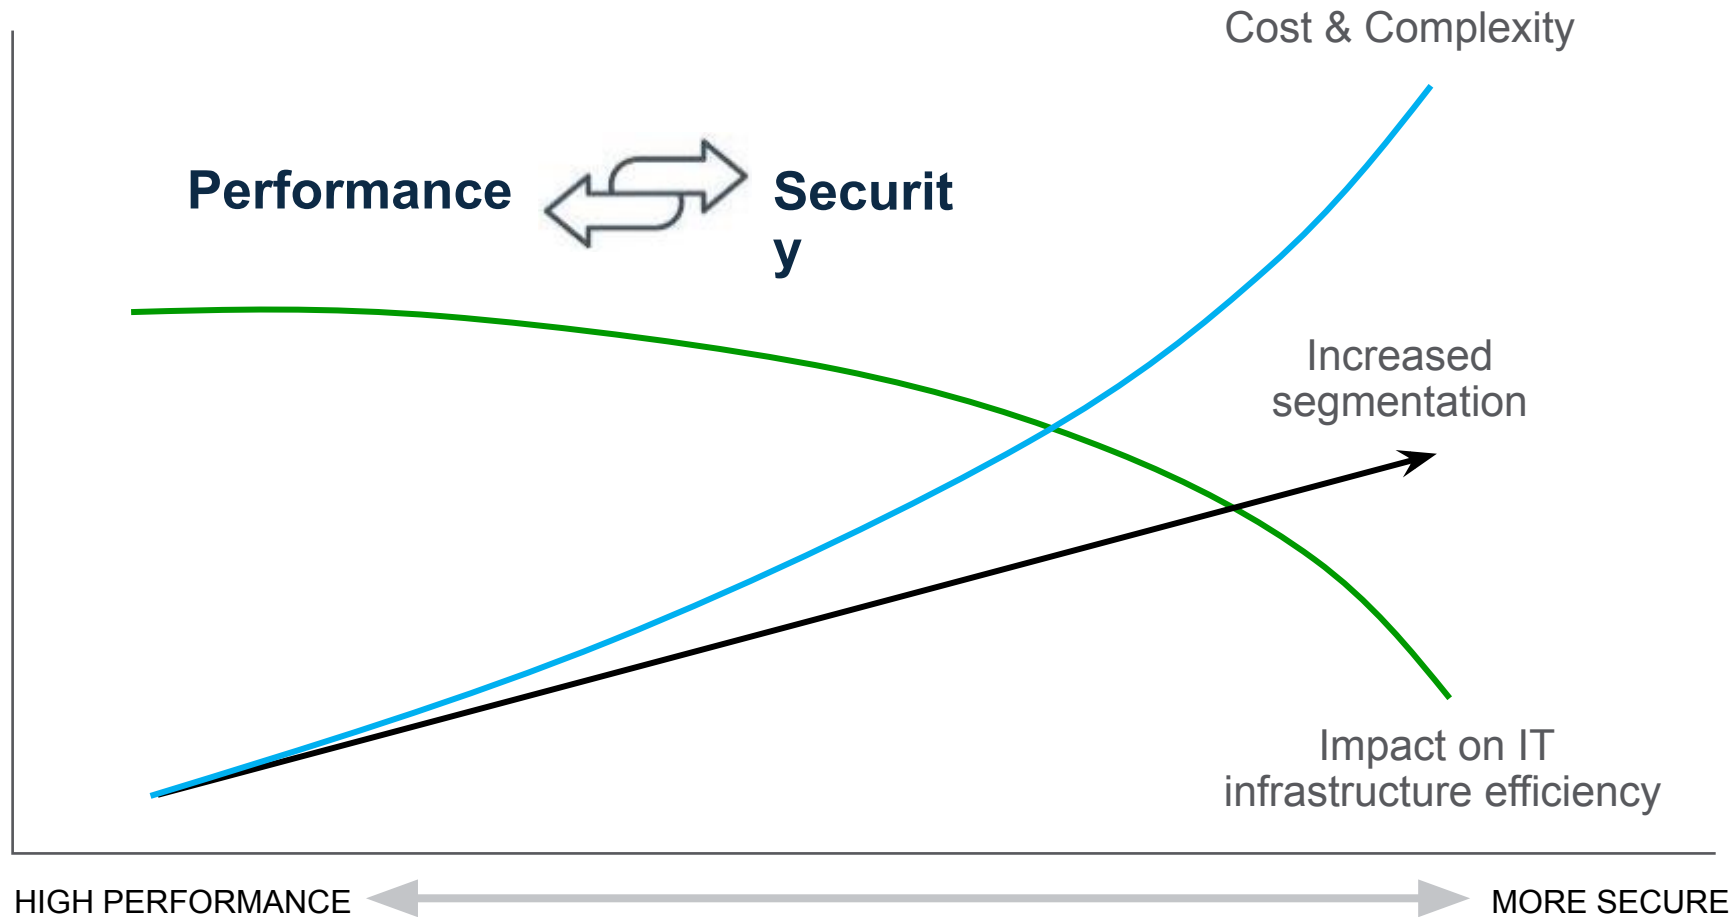 Cost & Complexity
Performance
Securit
y
Increased
segmentation
Impact on IT
infrastructure efficiency
HIGH PERFORMANCE
MORE SECURE